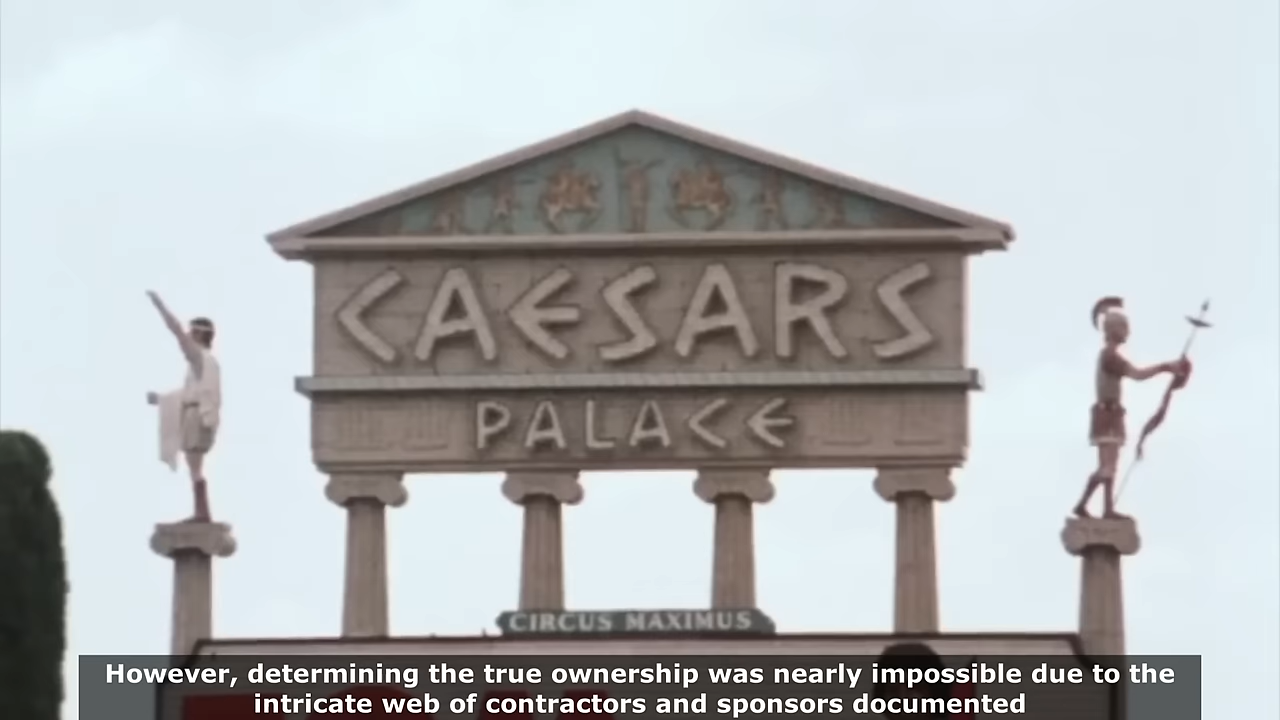 CAESARS
PALACE
CIRCUS MAXIMUS
However, determining the true ownership was nearly impossible due to the
intricate web of contractors and sponsors documented